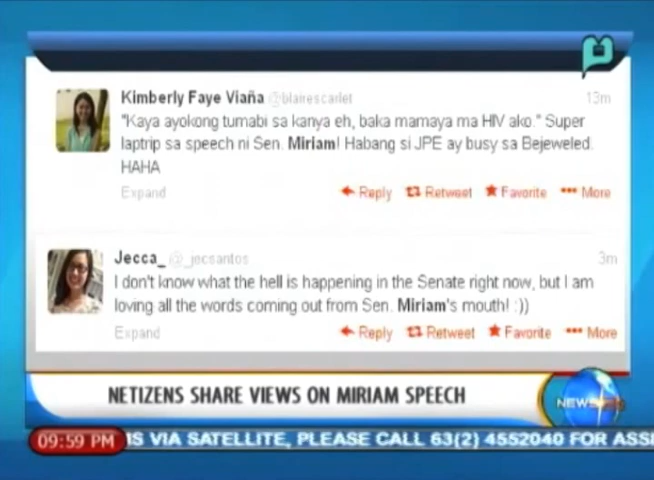 Kimberly Faye Viaña @blairescarlet 13m
"Kaya ayokong tumabi sa kanya eh, baka mamaya ma HIV ako." Super
laptrip sa speech ni Sen. Miriam! Habang si JPE ay busy sa Bejeweled.
HAHA
Expand Reply Retweet Favorite More
Jecca_ @_jecsantos 3m
I don't know what the hell is happening in the Senate right now, but I am
loving all the words coming out from Sen. Miriam's mouth! :))
Expand Reply Retweet Favorite More
NETIZENS SHARE VIEWS ON MIRIAM SPEECH
NEWS
09:59 PM IS VIA SATELLITE, PLEASE CALL 63(2) 4552040 FOR ASSI